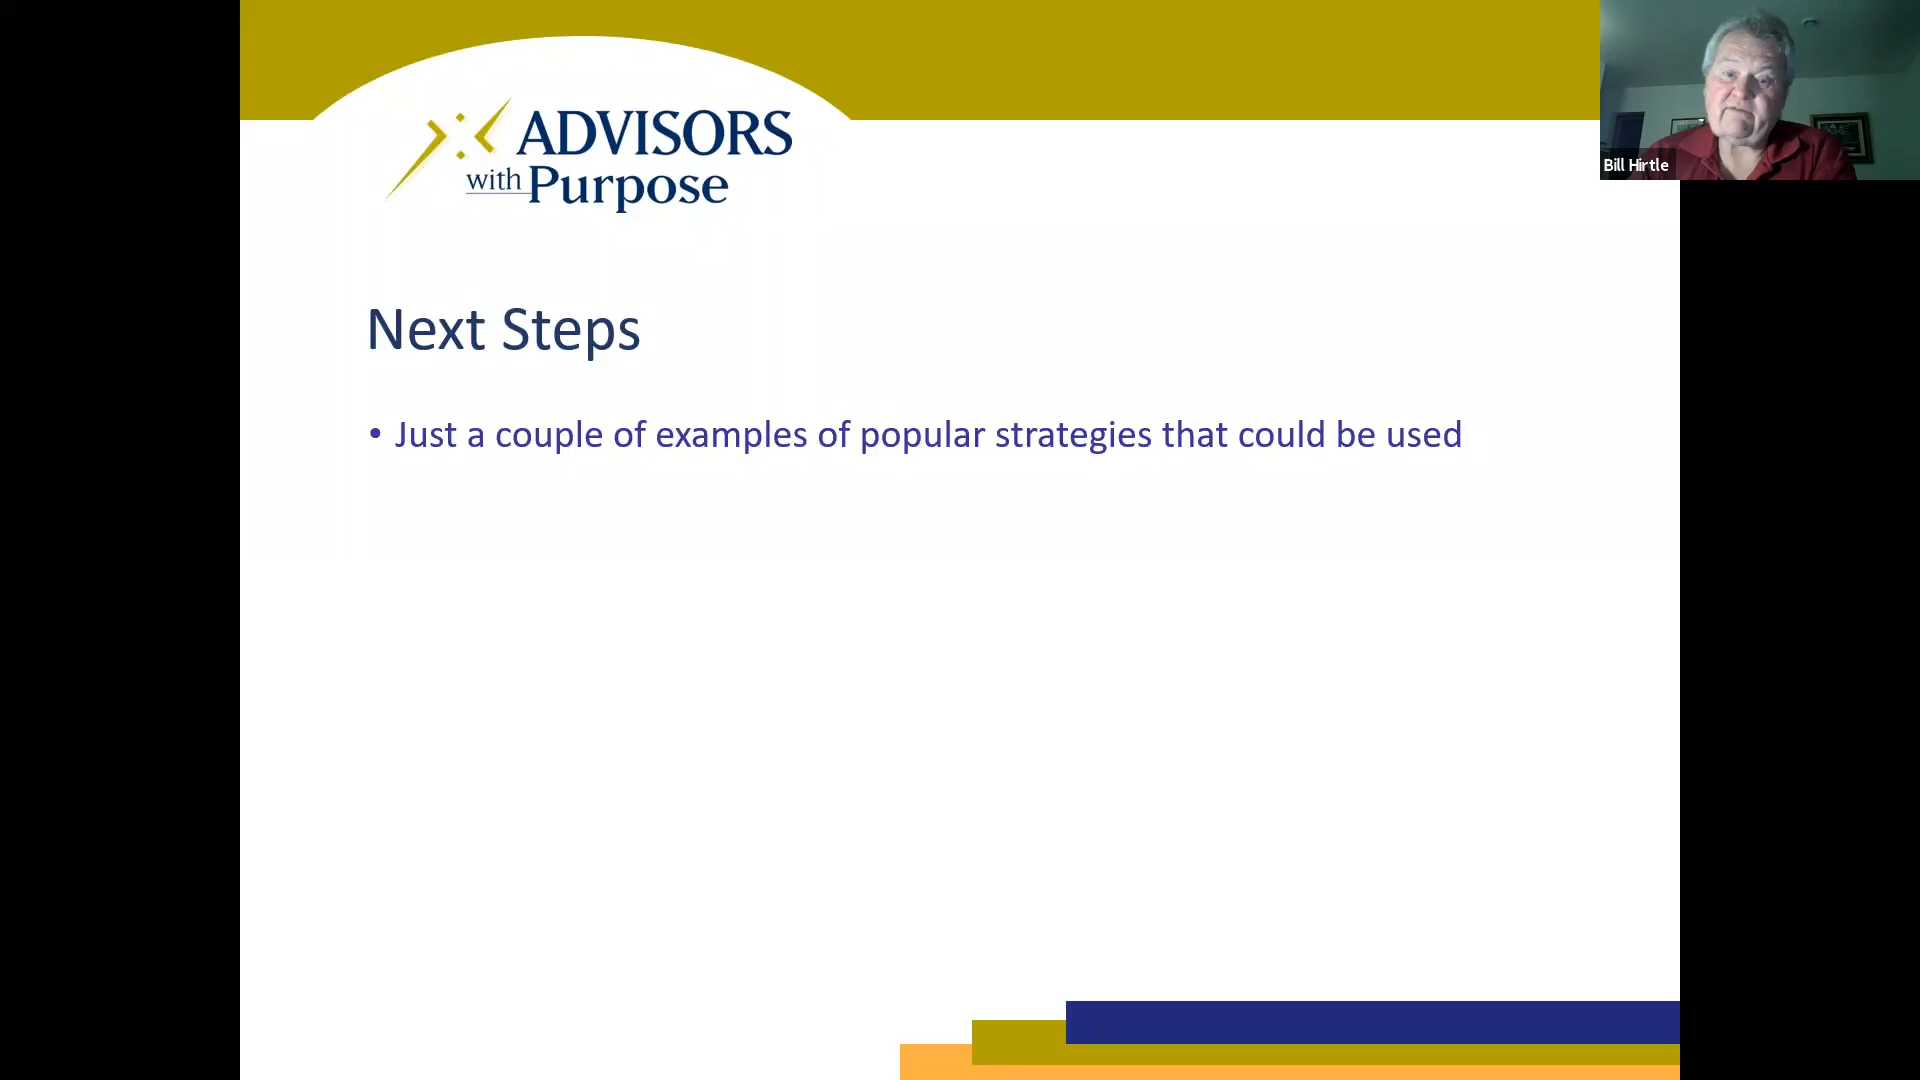 ADVISORS
with Purpose
Bill Hirtle
Next Steps
• Just a couple of examples of popular strategies that could be used